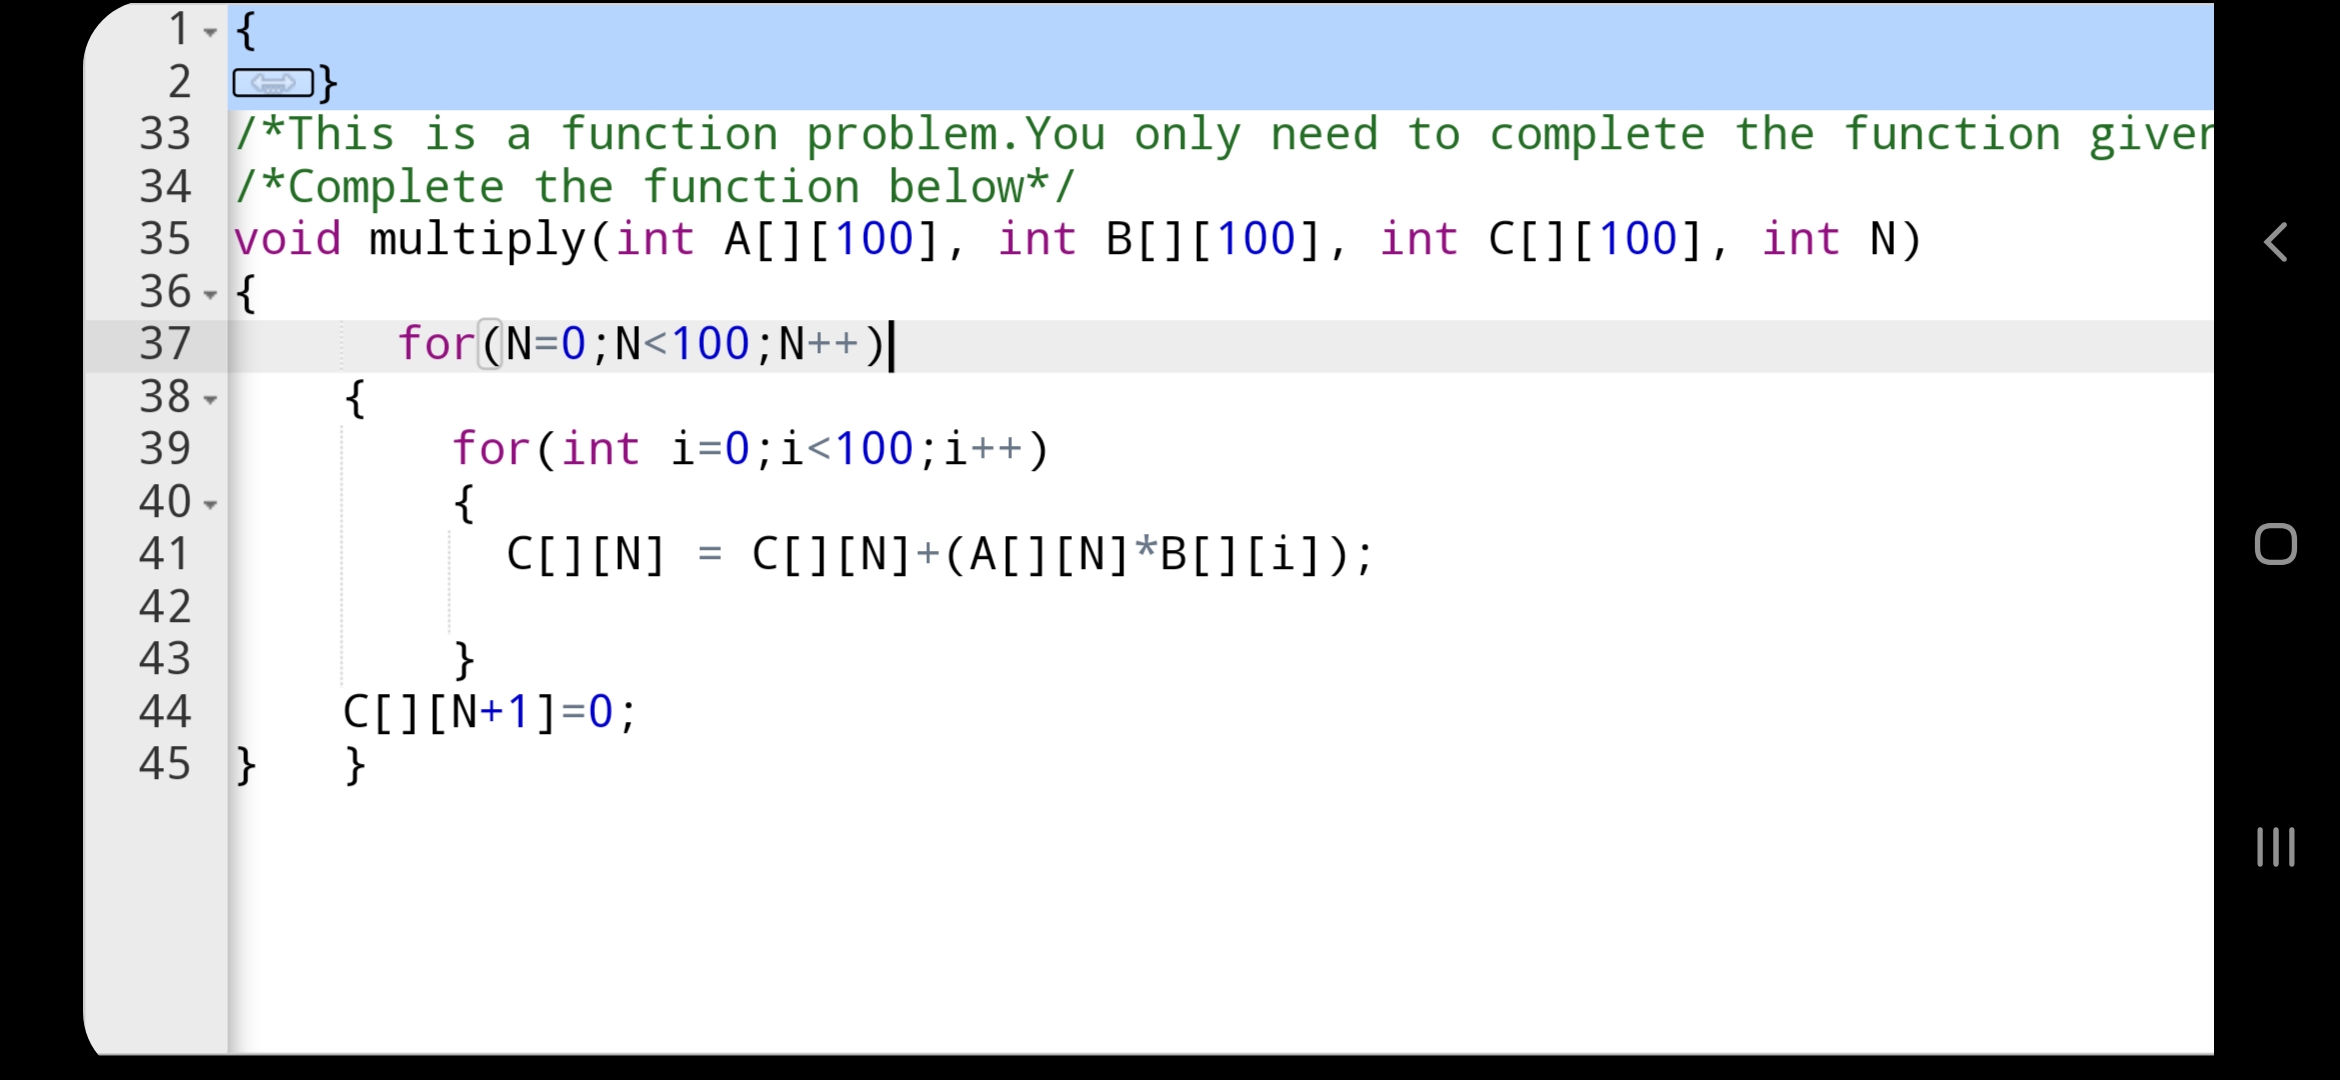 1 {
2 }
33 /*This is a function problem.You only need to complete the function given
34 /*Complete the function below*/
35 void multiply(int A[][100], int B[][100], int C[][100], int N)
36 {
37 for(N=0;N<100;N++)
38 {
39 for(int i=0;i<100;i++)
40 {
41 C[][N] = C[][N]+(A[][N]*B[][i]);
42
43 }
44 C[][N+1]=0;
45 } }